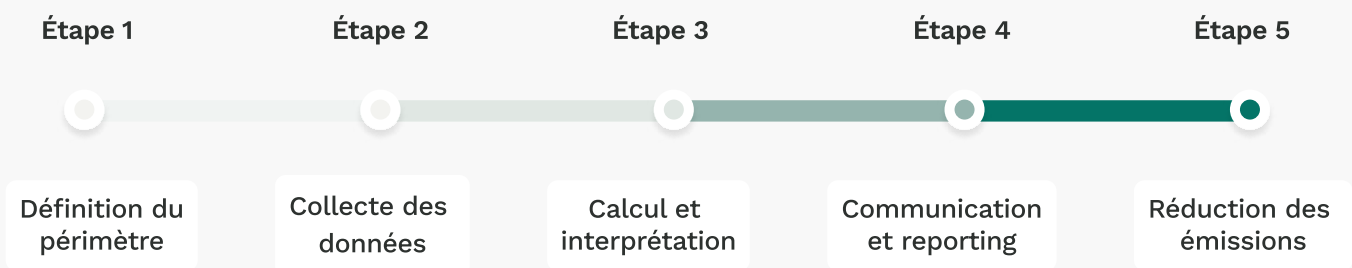 Étape 1
Étape 2
Étape 3
Étape 4
Étape 5
Définition du
périmètre
Collecte des
données
Calcul et
interprétation
Communication
et reporting
Réduction des
émissions